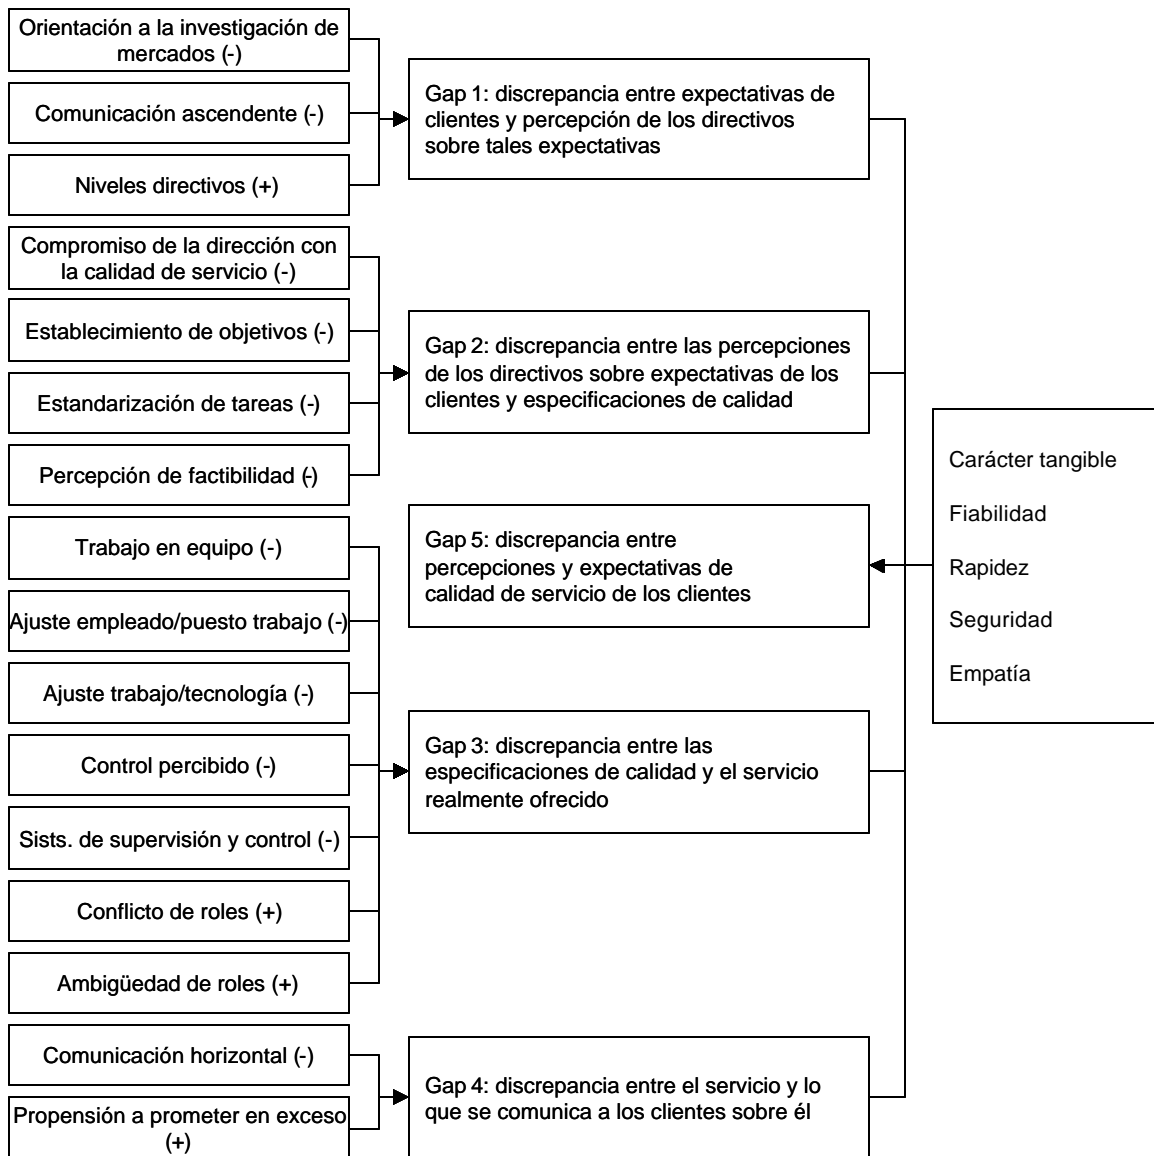 Orientación a la investigación de
mercados (-)
Comunicación ascendente (-)
Niveles directivos (+)
Gap 1: discrepancia entre expectativas de
clientes y percepción de los directivos
sobre tales expectativas
Compromiso de la dirección con
la calidad de servicio (-)
Establecimiento de objetivos (-)
Estandarización de tareas (-)
Percepción de factibilidad (-)
Gap 2: discrepancia entre las percepciones
de los directivos sobre expectativas de los
clientes y especificaciones de calidad
Gap 5: discrepancia entre
percepciones y expectativas de
calidad de servicio de los clientes
Carácter tangible
Fiabilidad
Rapidez
Seguridad
Empatía
Trabajo en equipo (-)
Ajuste empleado/puesto trabajo (-)
Ajuste trabajo/tecnología (-)
Control percibido (-)
Sists. de supervisión y control (-)
Conflicto de roles (+)
Ambigüedad de roles (+)
Gap 3: discrepancia entre las
especificaciones de calidad y el servicio
realmente ofrecido
Comunicación horizontal (-)
Propensión a prometer en exceso
(+)
Gap 4: discrepancia entre el servicio y lo
que se comunica a los clientes sobre él